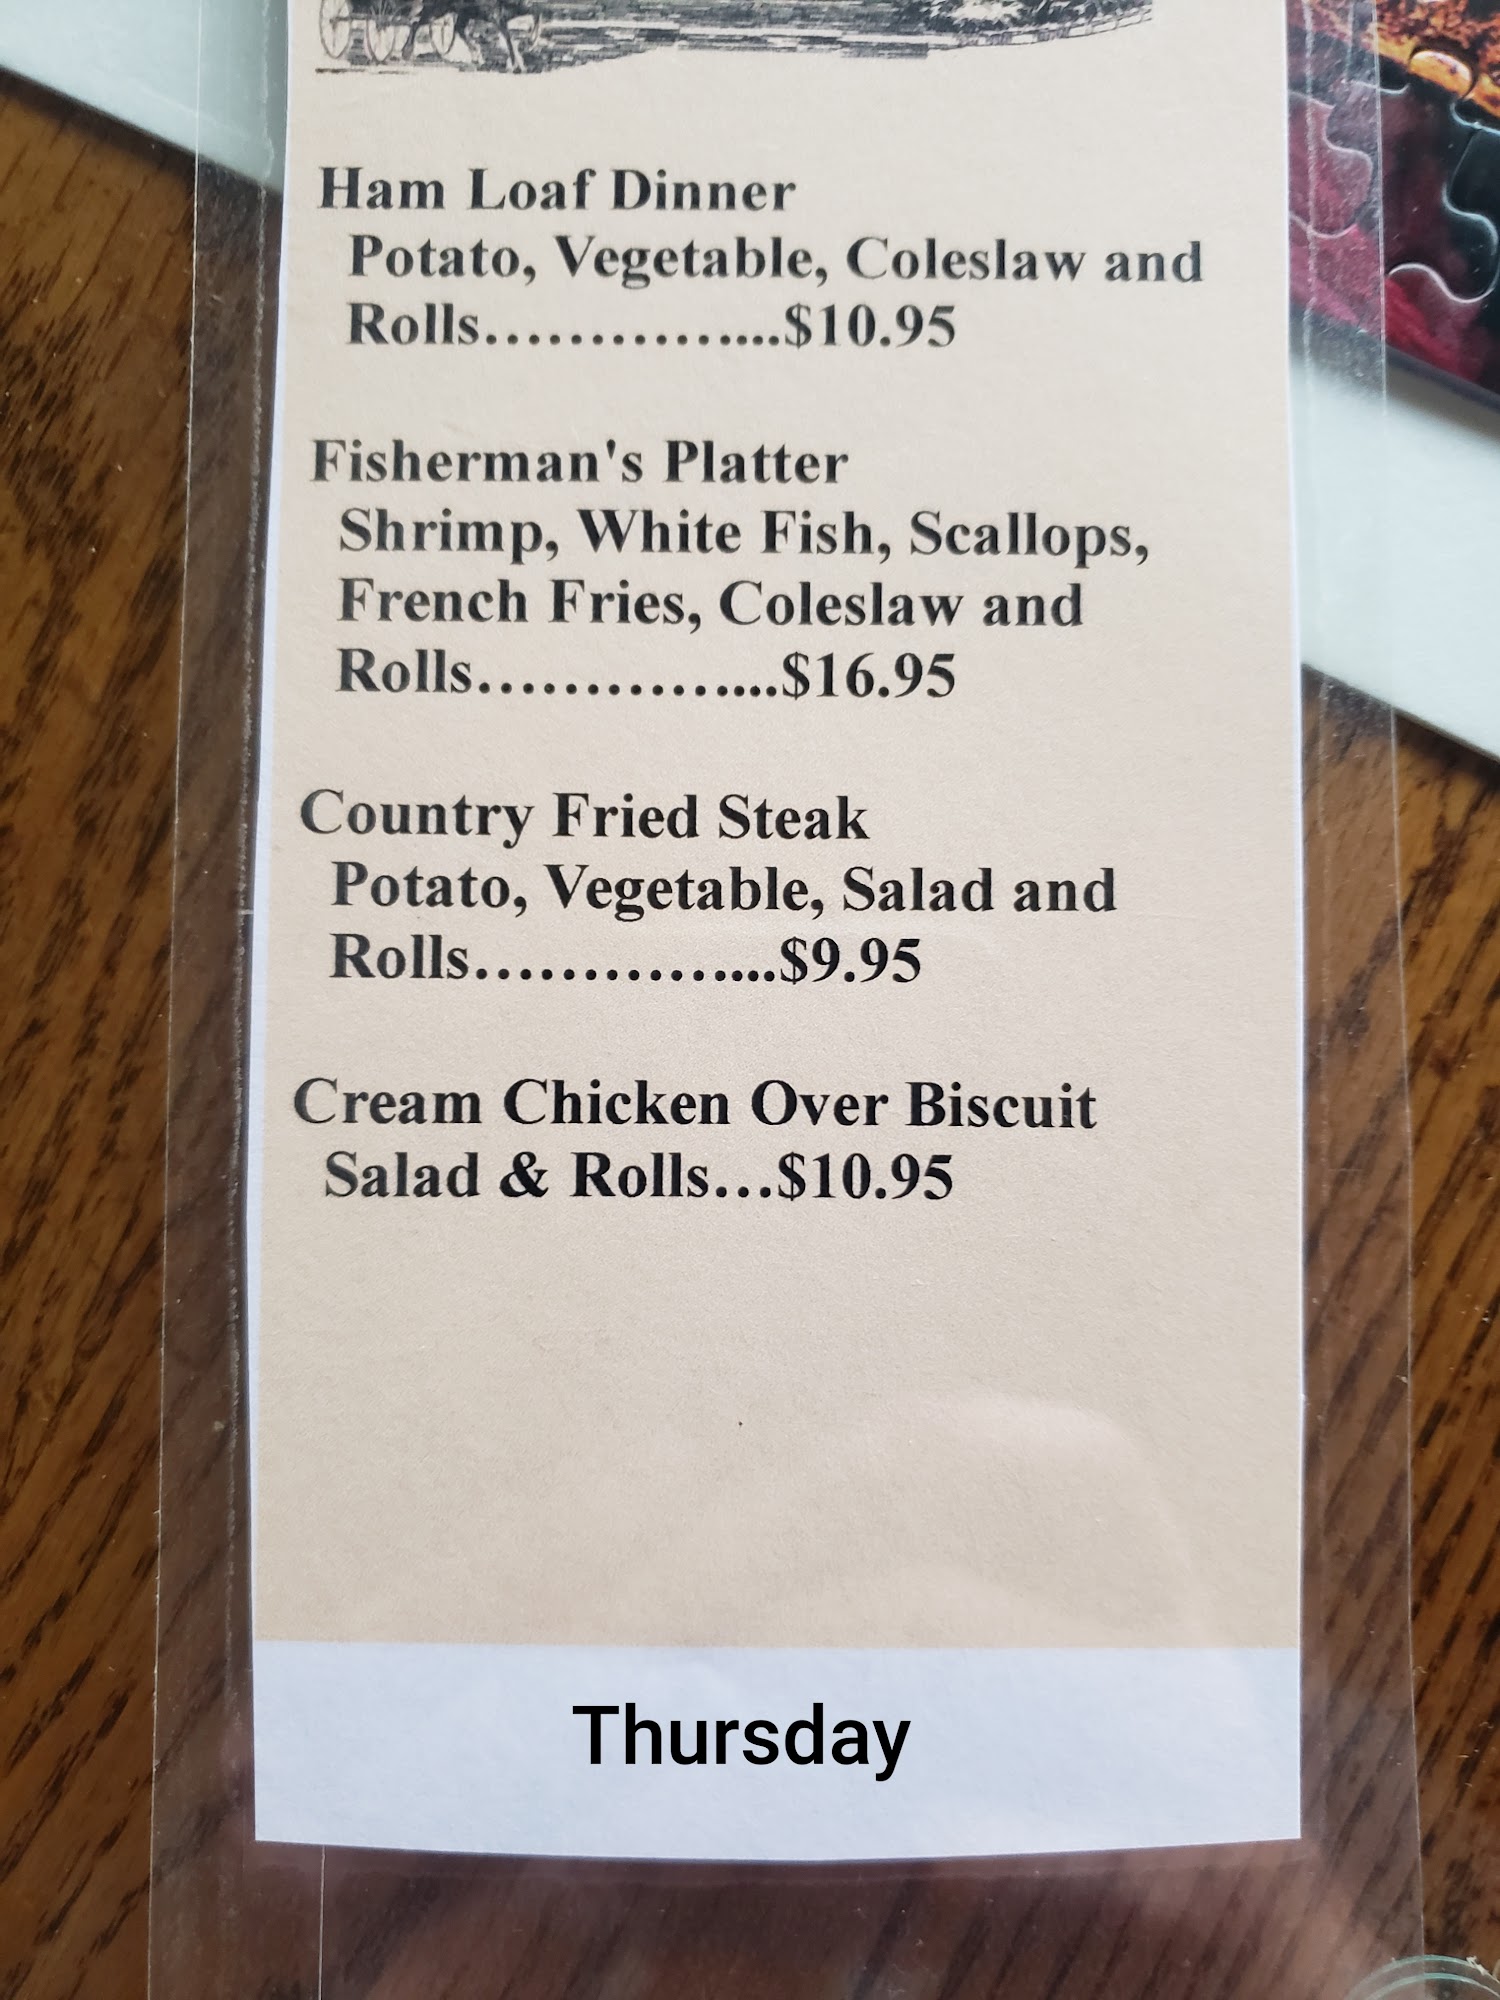 Ham Loaf Dinner
Potato, Vegetable, Coleslaw and
Rolls……………...$10.95
Fisherman's Platter
Shrimp, White Fish, Scallops,
French Fries, Coleslaw and
Rolls……………...$16.95
Country Fried Steak
Potato, Vegetable, Salad and
Rolls……………...$9.95
Cream Chicken Over Biscuit
Salad & Rolls…$10.95
Thursday